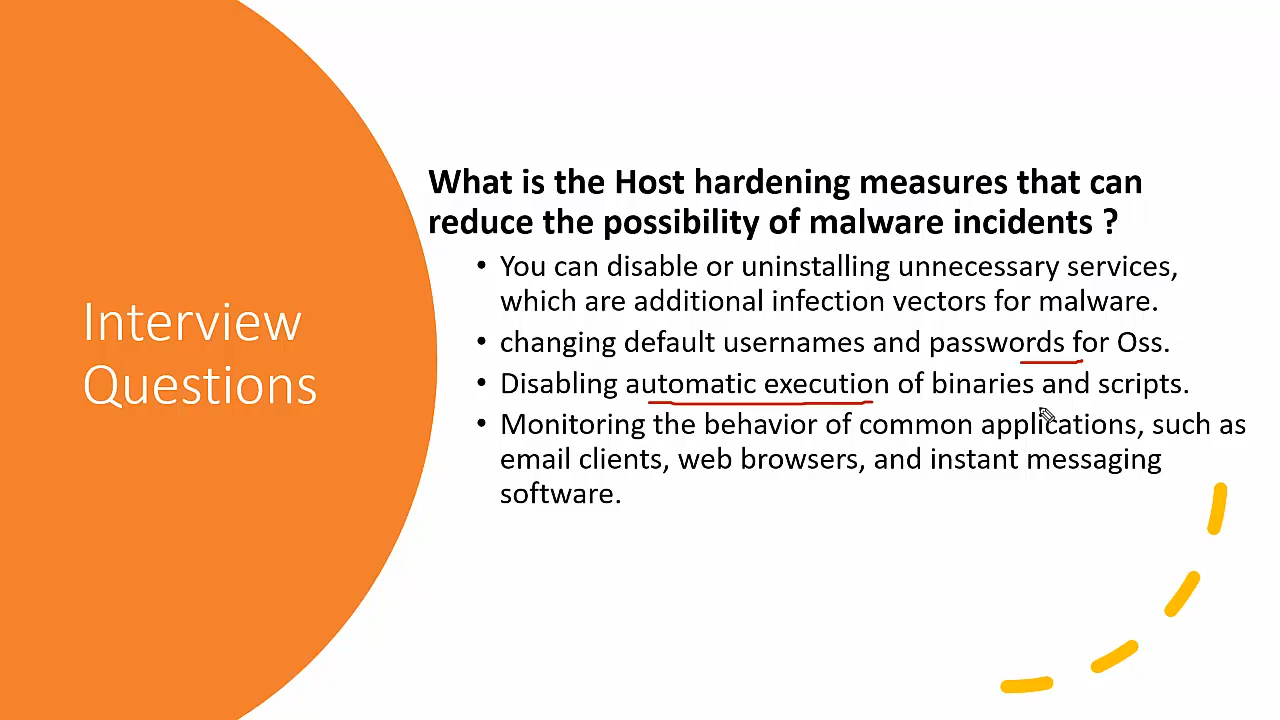 Interview
Questions
What is the Host hardening measures that can
reduce the possibility of malware incidents ?
• You can disable or uninstalling unnecessary services,
which are additional infection vectors for malware.
• changing default usernames and passwords for Oss.
• Disabling automatic execution of binaries and scripts.
• Monitoring the behavior of common applications, such as
email clients, web browsers, and instant messaging
software.